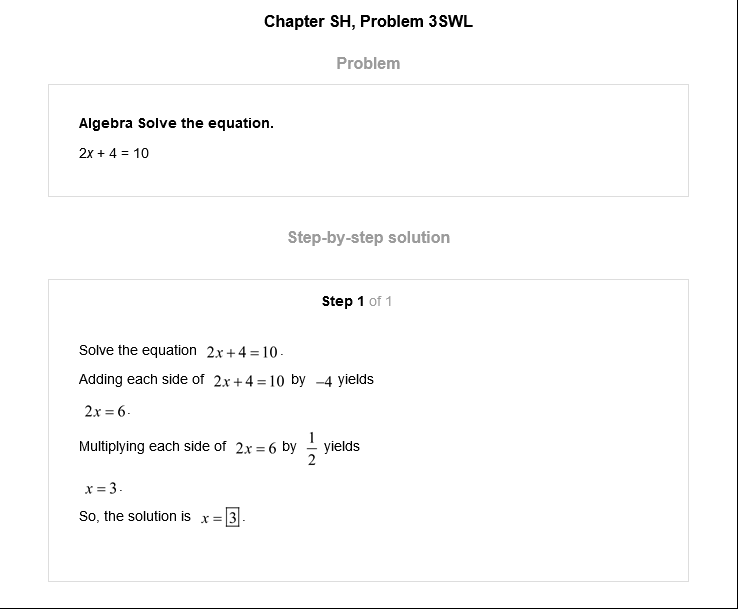 Chapter SH, Problem 3SWL
Problem
Algebra Solve the equation.
2x + 4 = 10
Step-by-step solution
Step 1 of 1
Solve the equation 2x+4=10.
Adding each side of 2x+4=10 by −4 yields
2x=6.
Multiplying each side of 2x=6 by 1/2 yields
x=3.
So, the solution is x=3.